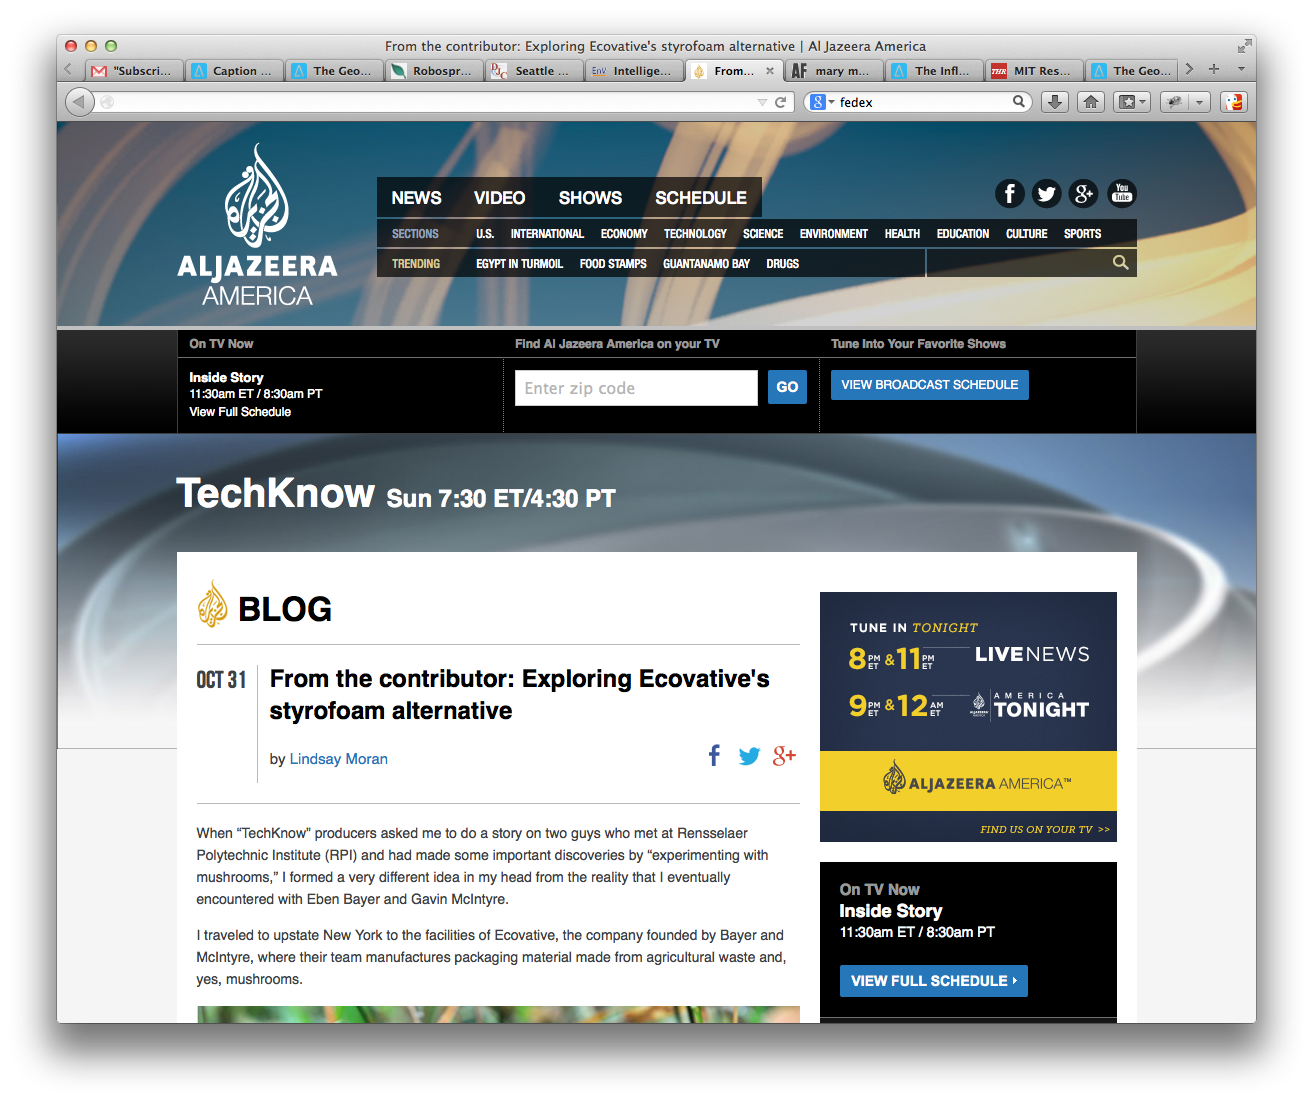 From the contributor: Exploring Ecovative's styrofoam alternative | Al Jazeera America
"Subscri... Caption ... The Geo... Robospr... Seattle ... Intellige... From... mary m... The Infl... MIT Res... The Geo...
fedex
ALJAZEERA
AMERICA
NEWS VIDEO SHOWS SCHEDULE
You
Tube
SECTIONS U.S. INTERNATIONAL ECONOMY TECHNOLOGY SCIENCE ENVIRONMENT HEALTH EDUCATION CULTURE SPORTS
TRENDING EGYPT IN TURMOIL FOOD STAMPS GUANTANAMO BAY DRUGS
On TV Now
Inside Story
11:30am ET / 8:30am PT
View Full Schedule
Find Al Jazeera America on your TV
Enter zip code GO
Tune Into Your Favorite Shows
VIEW BROADCAST SCHEDULE
TechKnow Sun 7:30 ET/4:30 PT
BLOG
OCT 31
From the contributor: Exploring Ecovative's
styrofoam alternative
by Lindsay Moran
When “TechKnow” producers asked me to do a story on two guys who met at Rensselaer
Polytechnic Institute (RPI) and had made some important discoveries by “experimenting with
mushrooms,” I formed a very different idea in my head from the reality that I eventually
encountered with Eben Bayer and Gavin McIntyre.
I traveled to upstate New York to the facilities of Ecovative, the company founded by Bayer and
McIntyre, where their team manufactures packaging material made from agricultural waste and,
yes, mushrooms.
TUNE IN TONIGHT
8 PM ET & 11 PM ET LIVENEWS
9 PM ET & 12 AM ET AMERICA TONIGHT
ALJAZEERA AMERICA™
FIND US ON YOUR TV >>
On TV Now
Inside Story
11:30am ET / 8:30am PT
VIEW FULL SCHEDULE